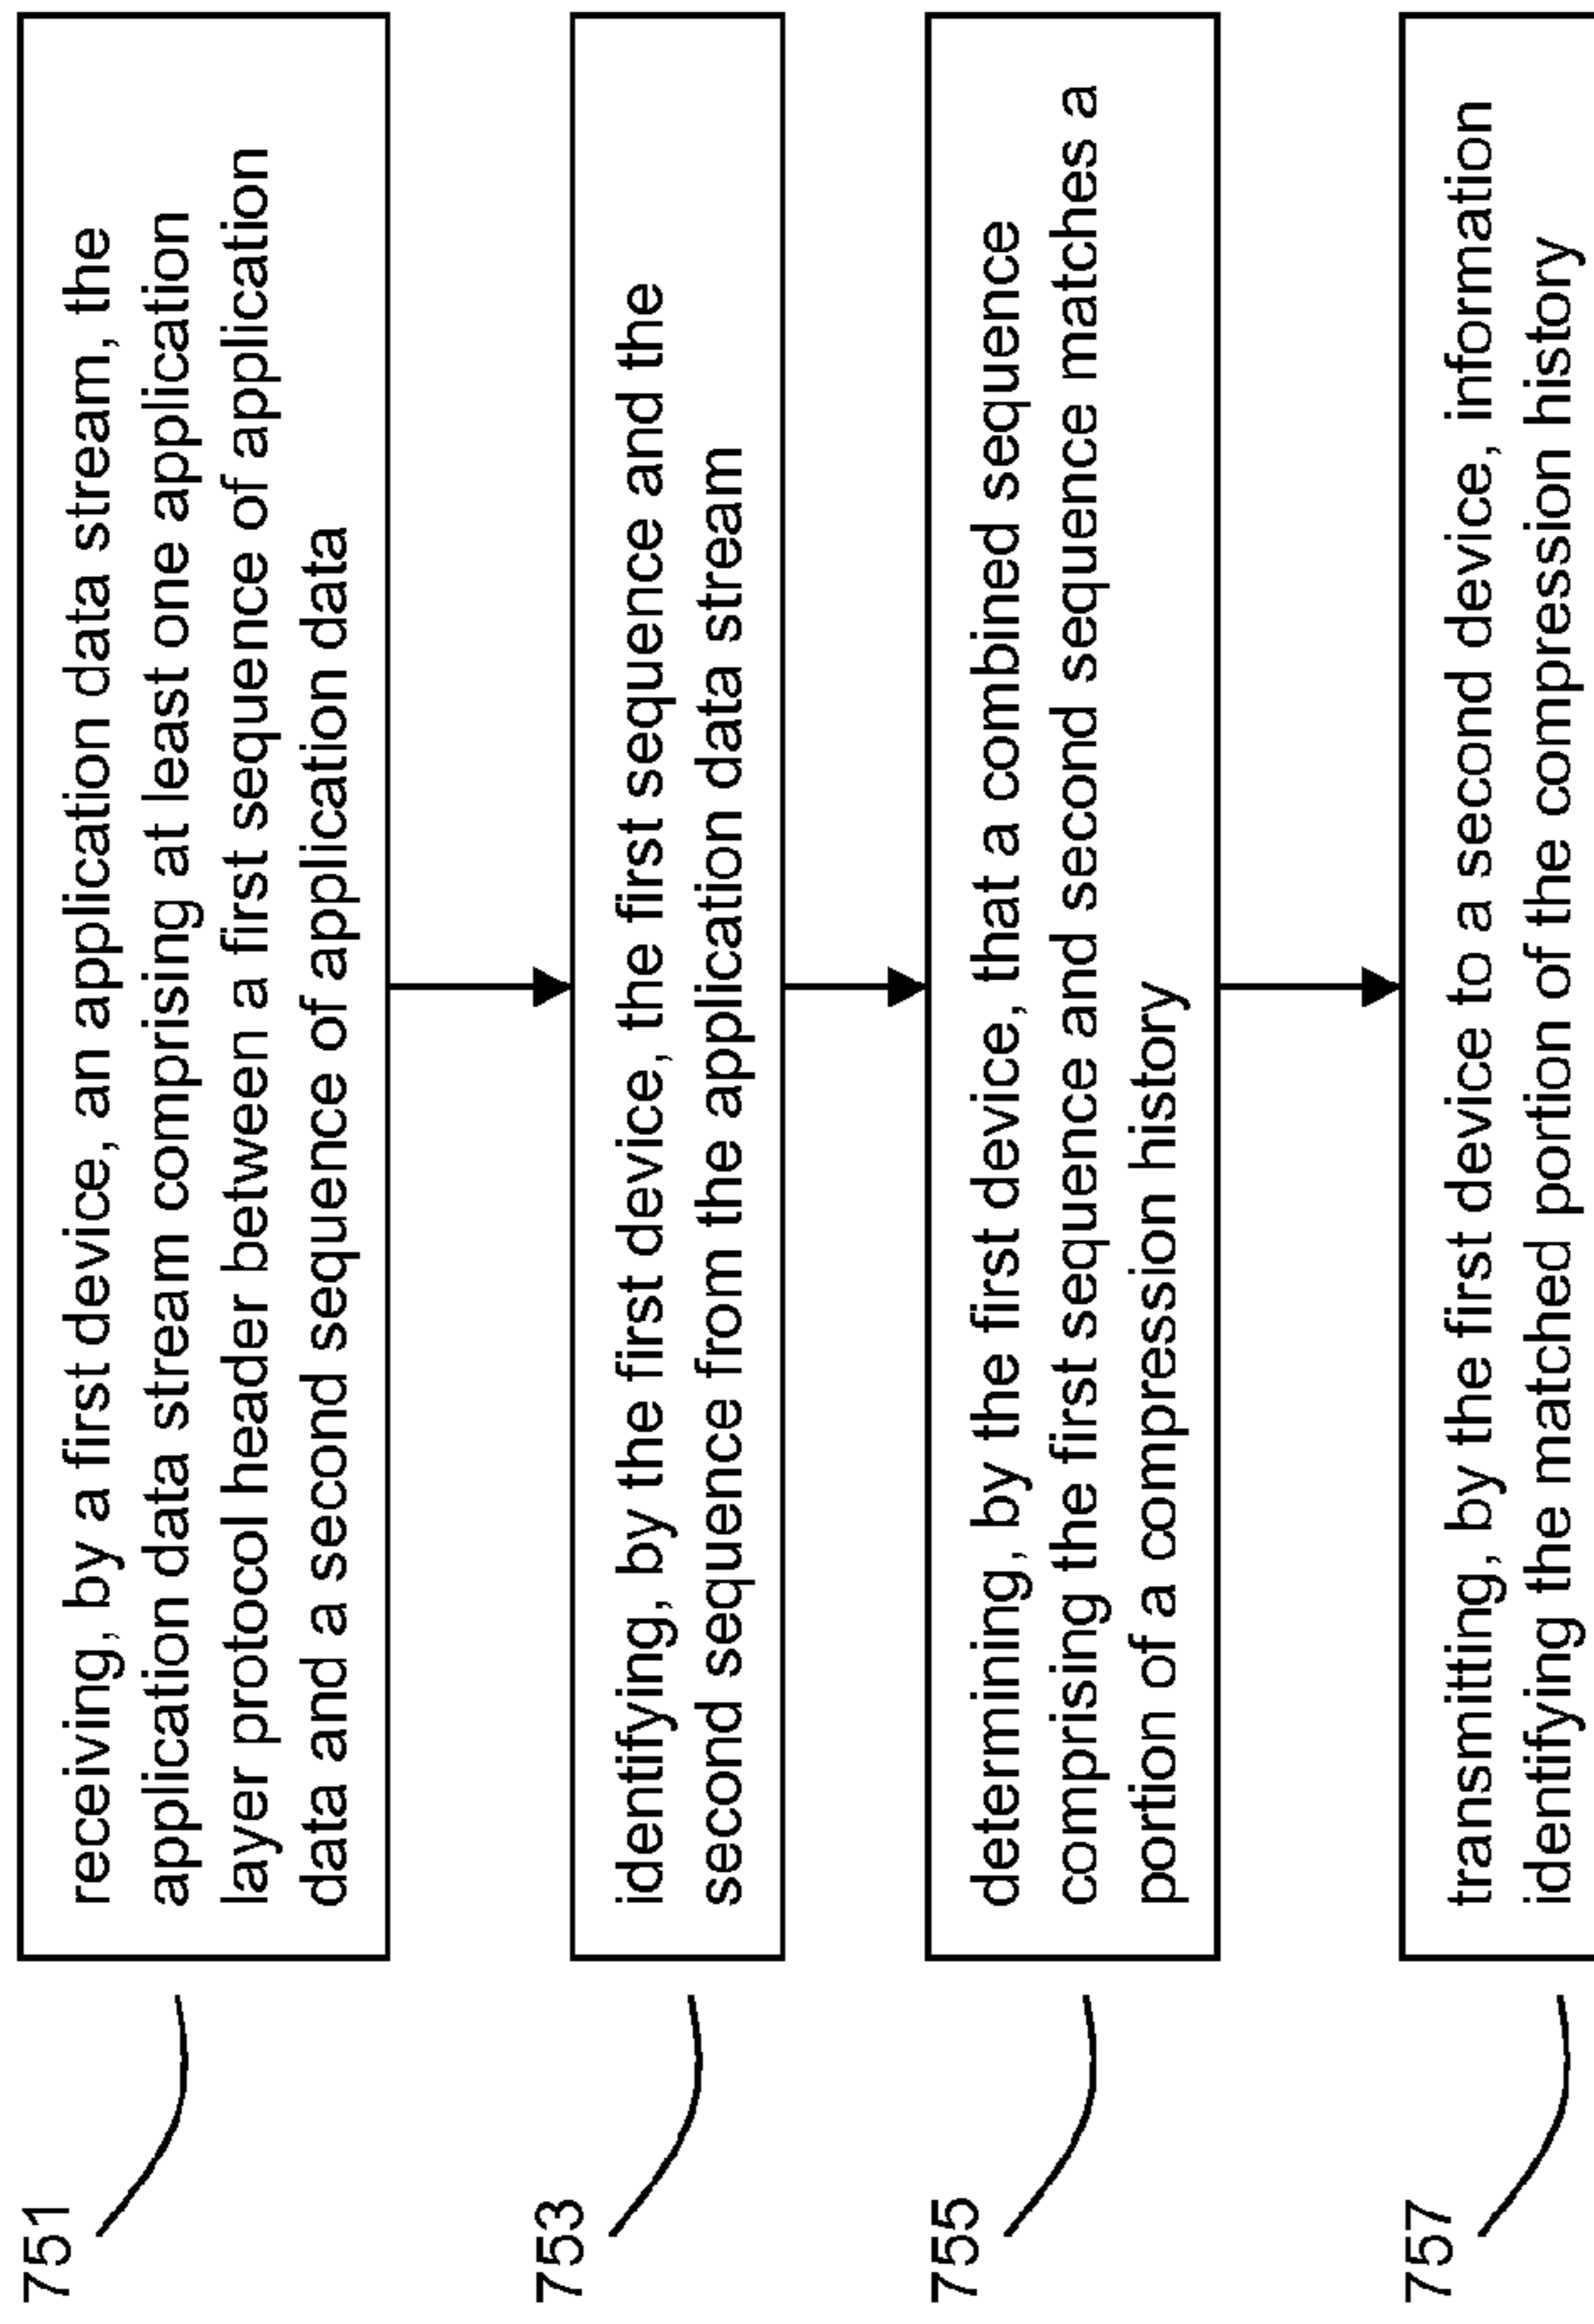 751
receiving, by a first device, an application data stream, the
application data stream comprising at least one application
layer protocol header between a first sequence of application
data and a second sequence of application data
753
identifying, by the first device, the first sequence and the
second sequence from the application data stream
755
determining, by the first device, that a combined sequence
comprising the first sequence and second sequence matches a
portion of a compression history
757
transmitting, by the first device to a second device, information
identifying the matched portion of the compression history